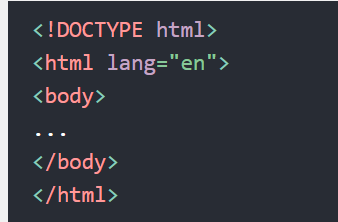 <!DOCTYPE html>
<html lang="en">
<body>
...
</body>
</html>